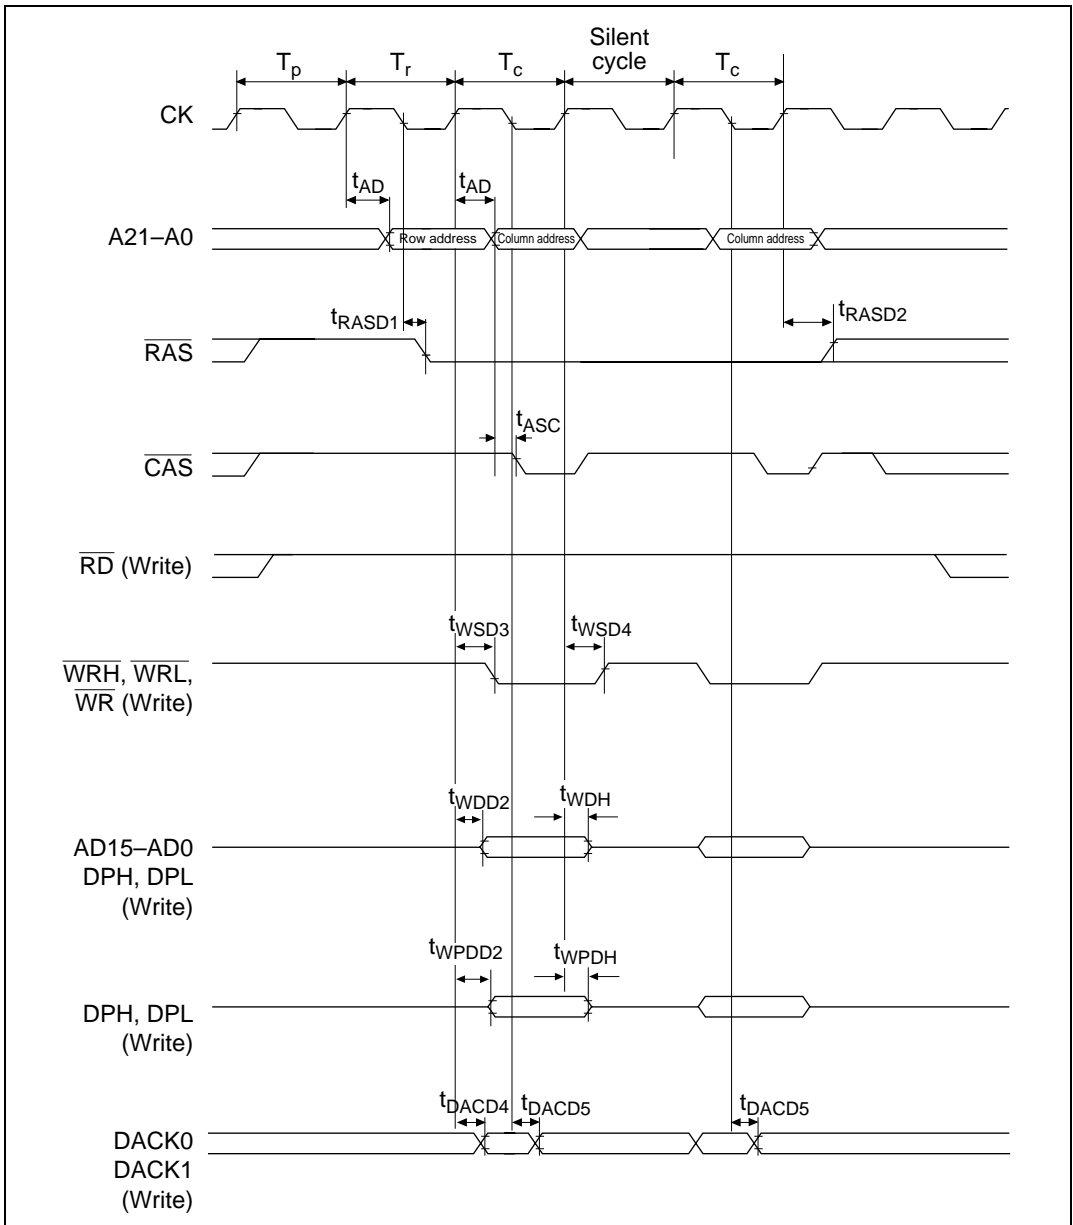 Silent
Tp Tr Tc cycle Tc
CK
tAD tAD
A21–A0 Row address Column address Column address
tRASD1 tRASD2
RAS
tASC
CAS
RD (Write)
tWSD3 tWSD4
WRH, WRL,
WR (Write)
tWDD2 tWDH
AD15–AD0
DPH, DPL
(Write)
tWPDD2 tWPDH
DPH, DPL
(Write)
tDACD4 tDACD5 tDACD5
DACK0
DACK1
(Write)